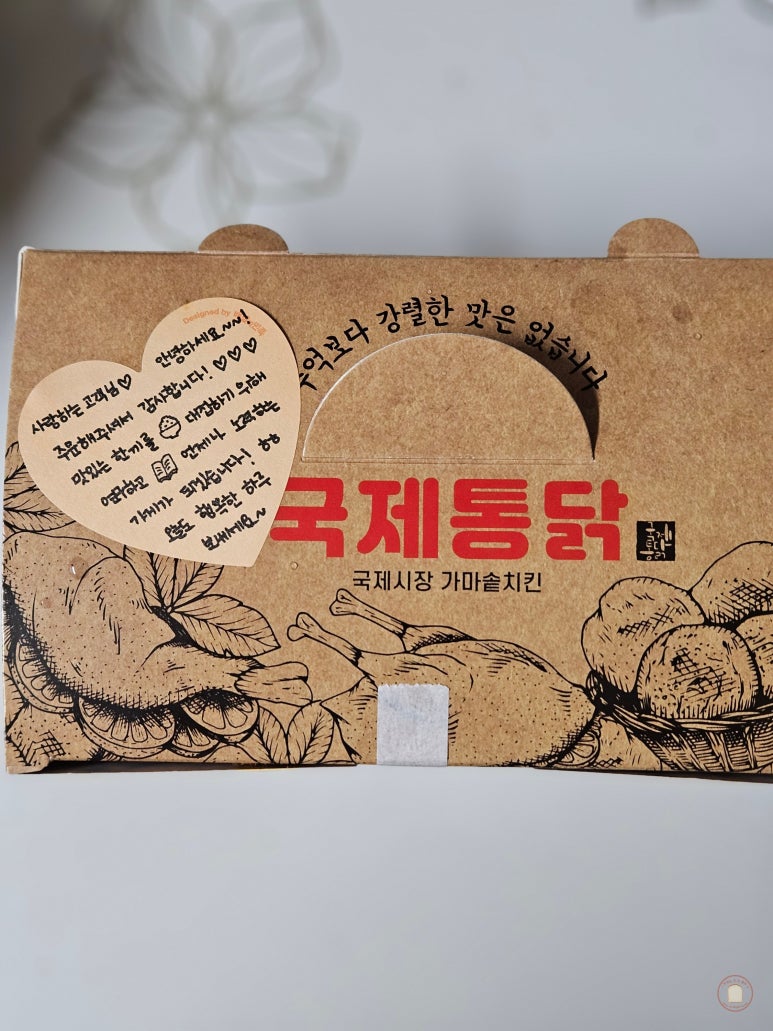 Designed by
안녕하세요~~!
사랑하는 고객님♡
주문해주셔서 감사합니다! ♡♡♡
맛있는 한끼를 대접하기 위해
연구하고 언제나 노력하는
가게가 되겠습니다! ㅎㅎ
오늘도 행복한 하루
보내세요~
추억보다 강렬한 맛은 없습니다
국제통닭
국제통닭
국제시장 가마솥치킨